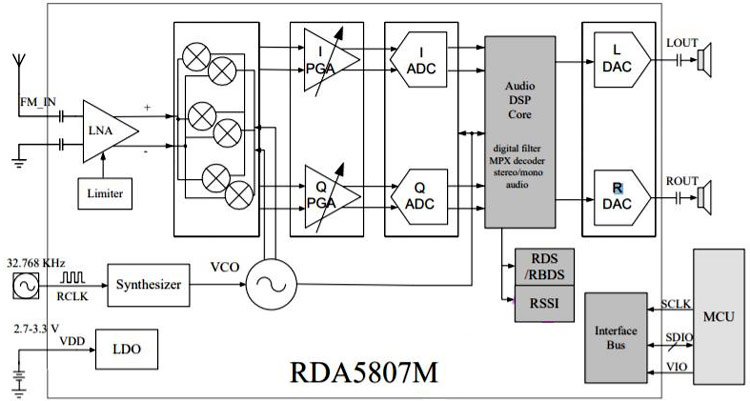 FM_IN
+
-
LNA
Limiter
I
PGA
I
ADC
Q
PGA
Q
ADC
Audio
DSP
Core
digital filter
MPX decoder
stereo/mono
audio
L
DAC
LOUT
R
DAC
ROUT
32.768 KHz
RCLK
Synthesizer
VCO
RDS
/RBDS
RSSI
2.7-3.3 V
VDD
LDO
Interface
Bus
SCLK
SDIO
VIO
MCU
RDA5807M